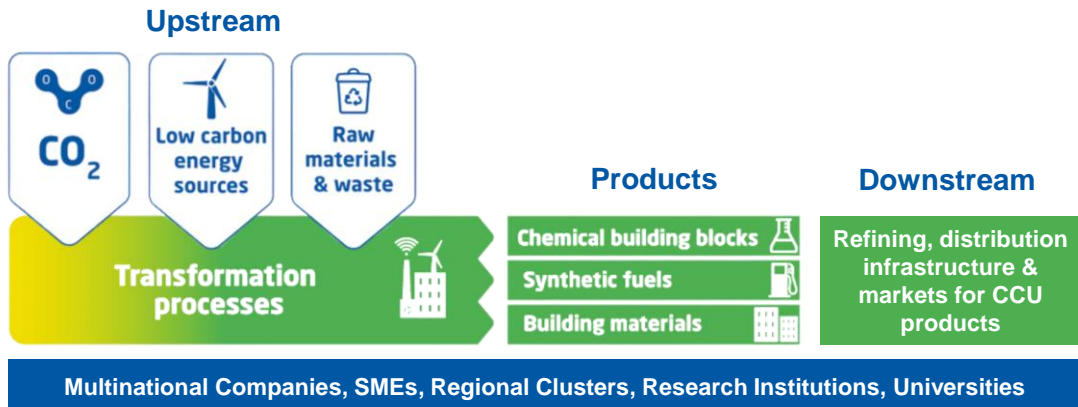 Upstream
O
O
C
CO2
Low carbon
energy
sources
Raw
materials
& waste
Products
Downstream
Transformation
processes
Chemical building blocks
Synthetic fuels
Building materials
Refining, distribution
infrastructure &
markets for CCU
products
Multinational Companies, SMEs, Regional Clusters, Research Institutions, Universities